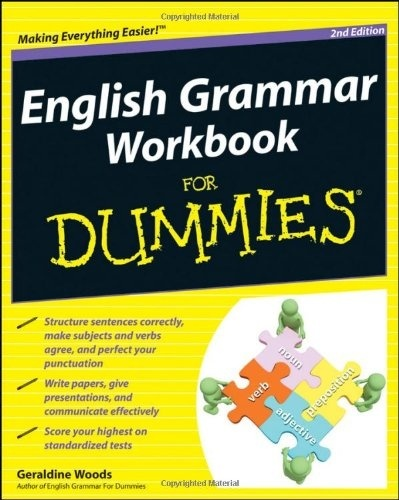 Copyrighted Material
Making Everything Easier!™
2nd Edition
English Grammar
Workbook
FOR
DUMMIES®
Structure sentences correctly,
make subjects and verbs
agree, and perfect your
punctuation
Write papers, give
presentations, and
communicate effectively
Score your highest on
standardized tests
noun
verb
preposition
adjective
Geraldine Woods
Author of English Grammar For Dummies
Copyrighted Material